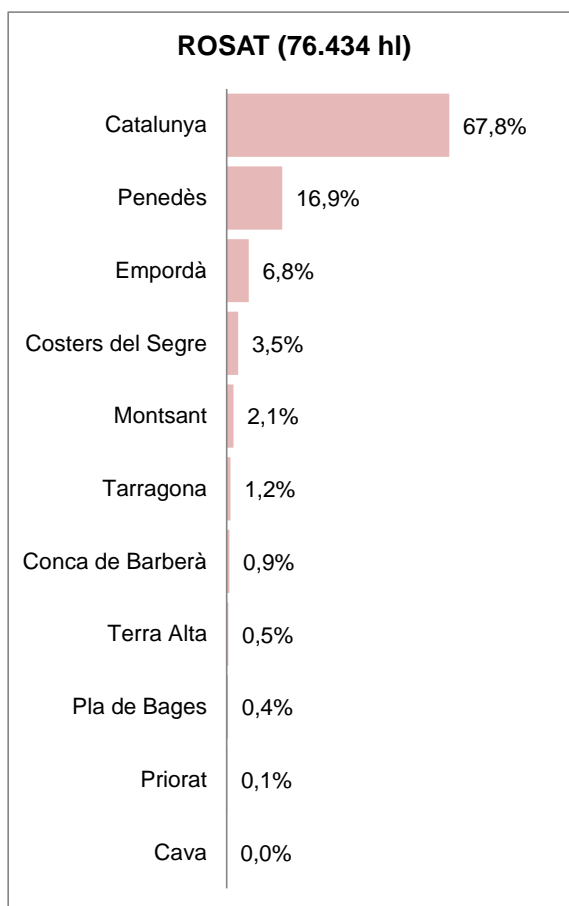 ROSAT (76.434 hl)
Catalunya 67,8%
Penedès 16,9%
Empordà 6,8%
Costers del Segre 3,5%
Montsant 2,1%
Tarragona 1,2%
Conca de Barberà 0,9%
Terra Alta 0,5%
Pla de Bages 0,4%
Priorat 0,1%
Cava 0,0%